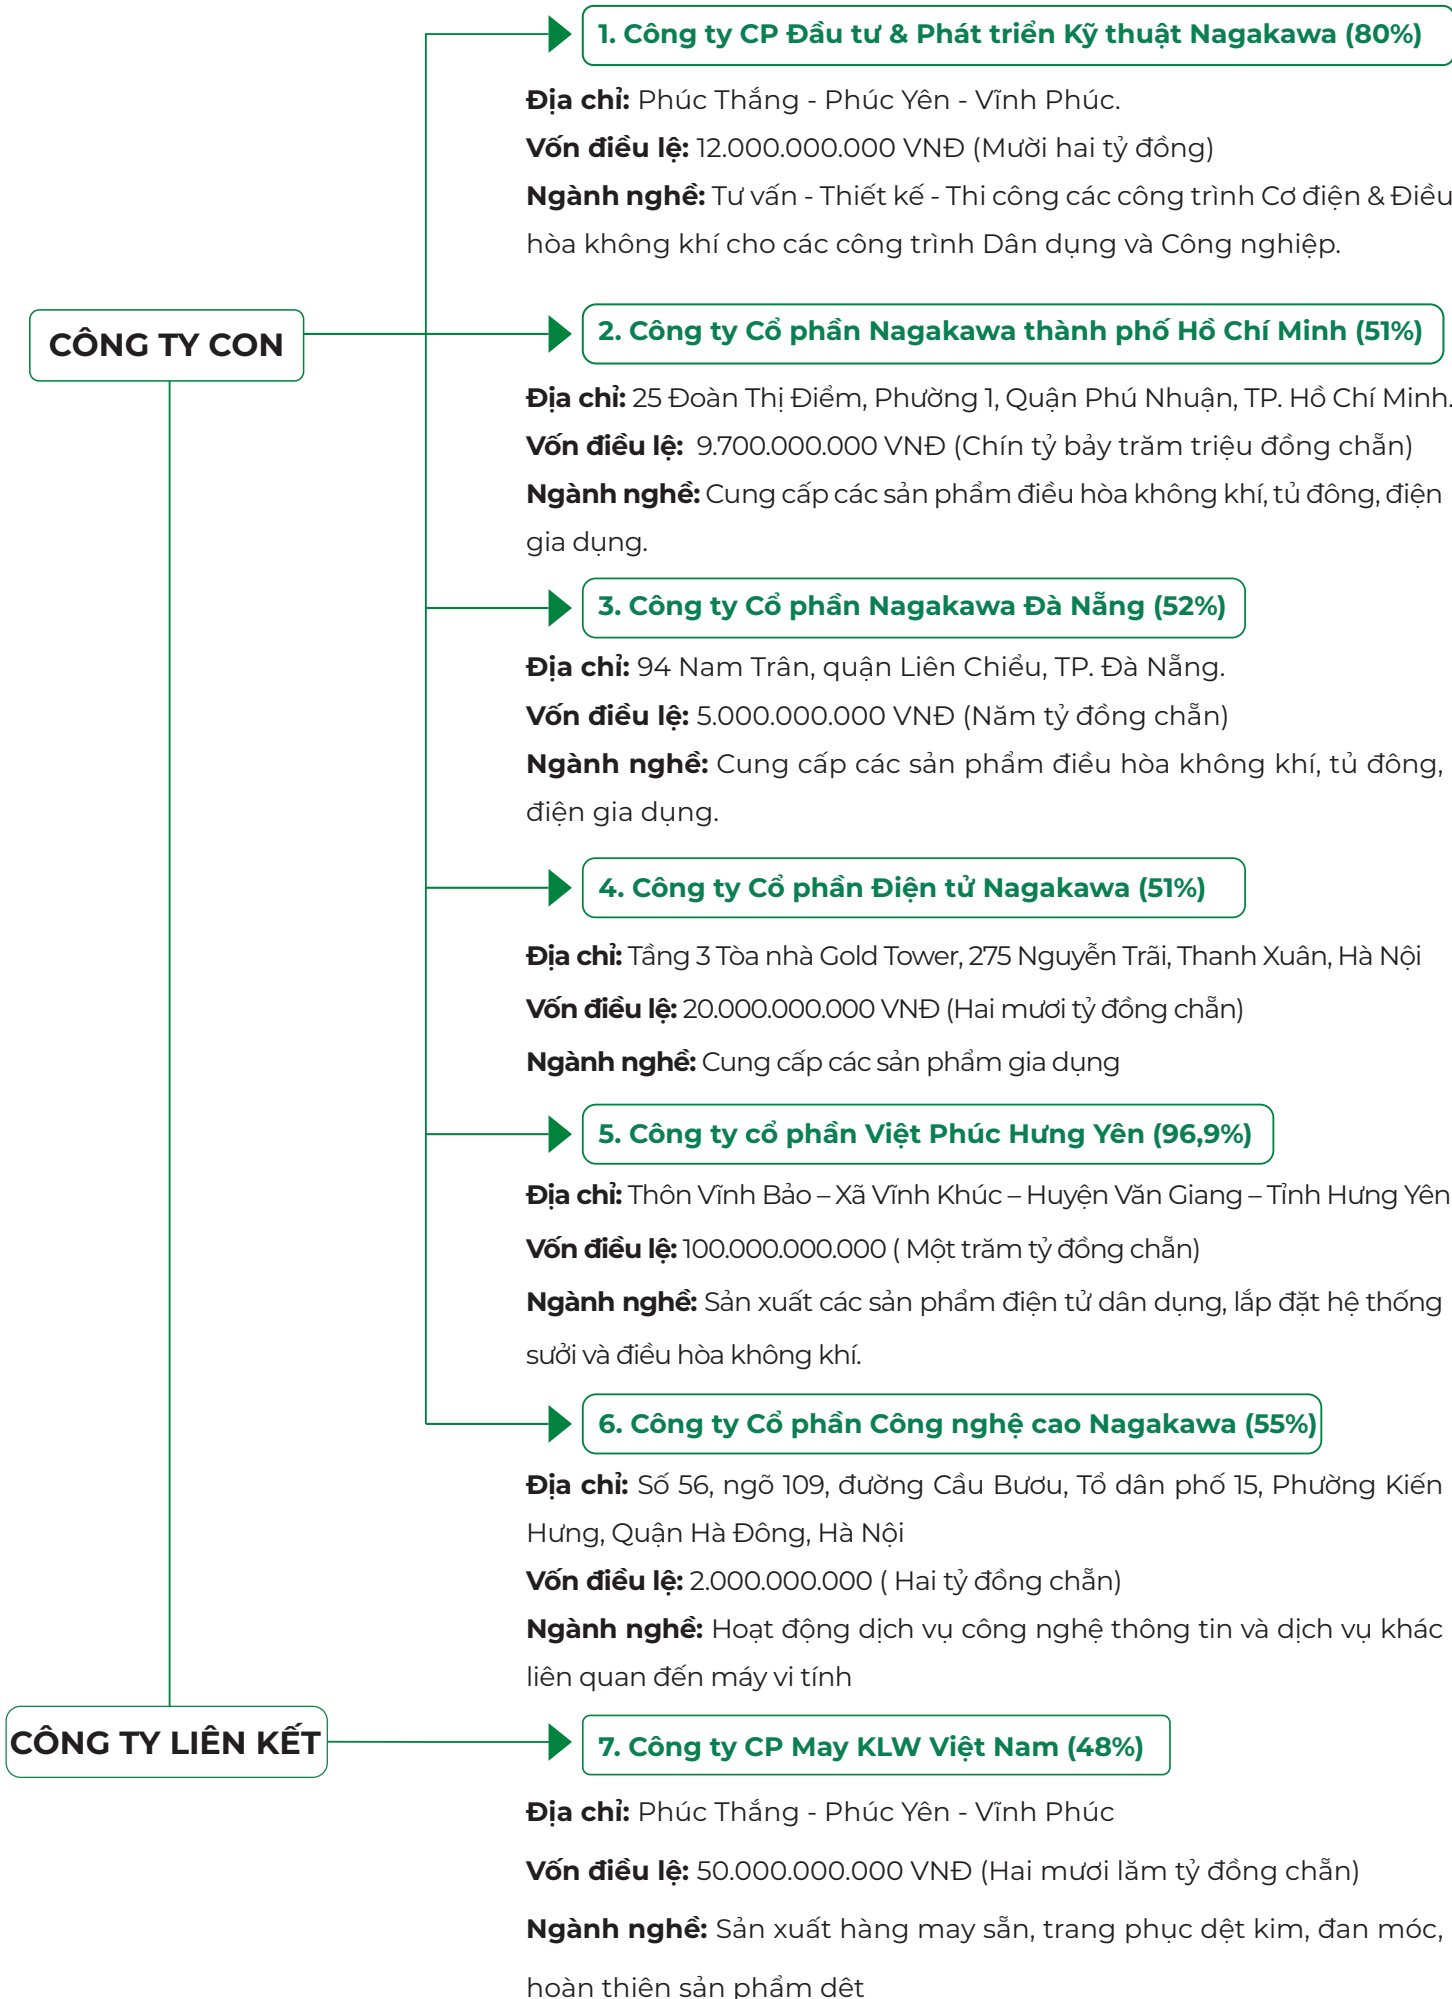 1. Công ty CP Đầu tư & Phát triển Kỹ thuật Nagakawa (80%)
Địa chỉ: Phúc Thắng - Phúc Yên - Vĩnh Phúc.
Vốn điều lệ: 12.000.000.000 VNĐ (Mười hai tỷ đồng)
Ngành nghề: Tư vấn - Thiết kế - Thi công các công trình Cơ điện & Điều
hòa không khí cho các công trình Dân dụng và Công nghiệp.
CÔNG TY CON
2. Công ty Cổ phần Nagakawa thành phố Hồ Chí Minh (51%)
Địa chỉ: 25 Đoàn Thị Điểm, Phường 1, Quận Phú Nhuận, TP. Hồ Chí Minh.
Vốn điều lệ: 9.700.000.000 VNĐ (Chín tỷ bảy trăm triệu đồng chẵn)
Ngành nghề: Cung cấp các sản phẩm điều hòa không khí, tủ đông, điện
gia dụng.
3. Công ty Cổ phần Nagakawa Đà Nẵng (52%)
Địa chỉ: 94 Nam Trân, quận Liên Chiểu, TP. Đà Nẵng.
Vốn điều lệ: 5.000.000.000 VNĐ (Năm tỷ đồng chẵn)
Ngành nghề: Cung cấp các sản phẩm điều hòa không khí, tủ đông,
điện gia dụng.
4. Công ty Cổ phần Điện tử Nagakawa (51%)
Địa chỉ: Tầng 3 Tòa nhà Gold Tower, 275 Nguyễn Trãi, Thanh Xuân, Hà Nội
Vốn điều lệ: 20.000.000.000 VNĐ (Hai mươi tỷ đồng chẵn)
Ngành nghề: Cung cấp các sản phẩm gia dụng
5. Công ty cổ phần Việt Phúc Hưng Yên (96,9%)
Địa chỉ: Thôn Vĩnh Bảo – Xã Vĩnh Khúc – Huyện Văn Giang – Tỉnh Hưng Yên
Vốn điều lệ: 100.000.000.000 ( Một trăm tỷ đồng chẵn)
Ngành nghề: Sản xuất các sản phẩm điện tử dân dụng, lắp đặt hệ thống
sưởi và điều hòa không khí.
6. Công ty Cổ phần Công nghệ cao Nagakawa (55%)
Địa chỉ: Số 56, ngõ 109, đường Cầu Bươu, Tổ dân phố 15, Phường Kiến
Hưng, Quận Hà Đông, Hà Nội
Vốn điều lệ: 2.000.000.000 ( Hai tỷ đồng chẵn)
Ngành nghề: Hoạt động dịch vụ công nghệ thông tin và dịch vụ khác
liên quan đến máy vi tính
CÔNG TY LIÊN KẾT
7. Công ty CP May KLW Việt Nam (48%)
Địa chỉ: Phúc Thắng - Phúc Yên - Vĩnh Phúc
Vốn điều lệ: 50.000.000.000 VNĐ (Hai mươi lăm tỷ đồng chẵn)
Ngành nghề: Sản xuất hàng may sẵn, trang phục dệt kim, đan móc,
hoàn thiện sản phẩm dệt